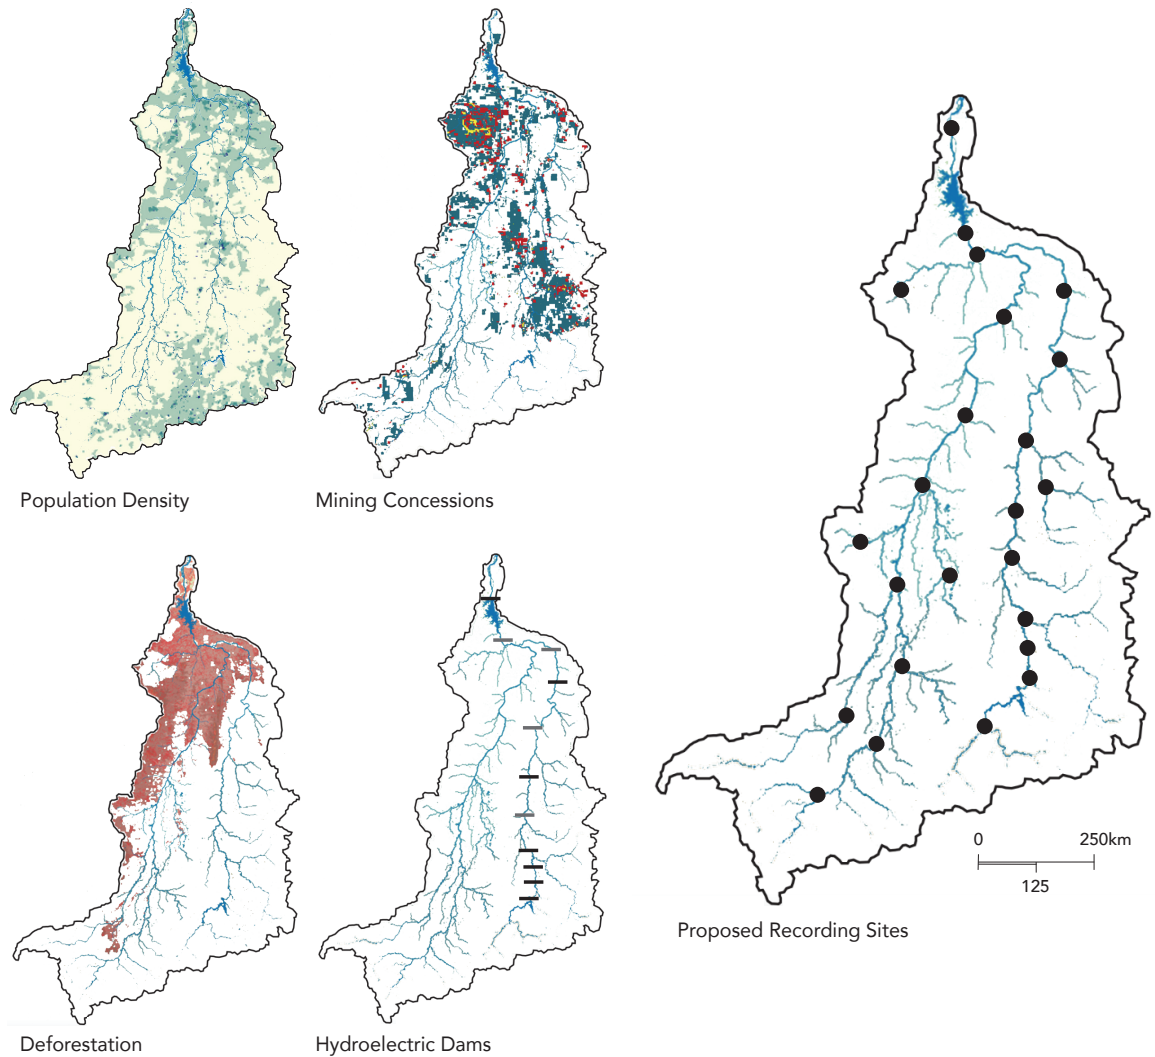 Population Density
Mining Concessions
Deforestation
Hydroelectric Dams
0
250km
125
Proposed Recording Sites